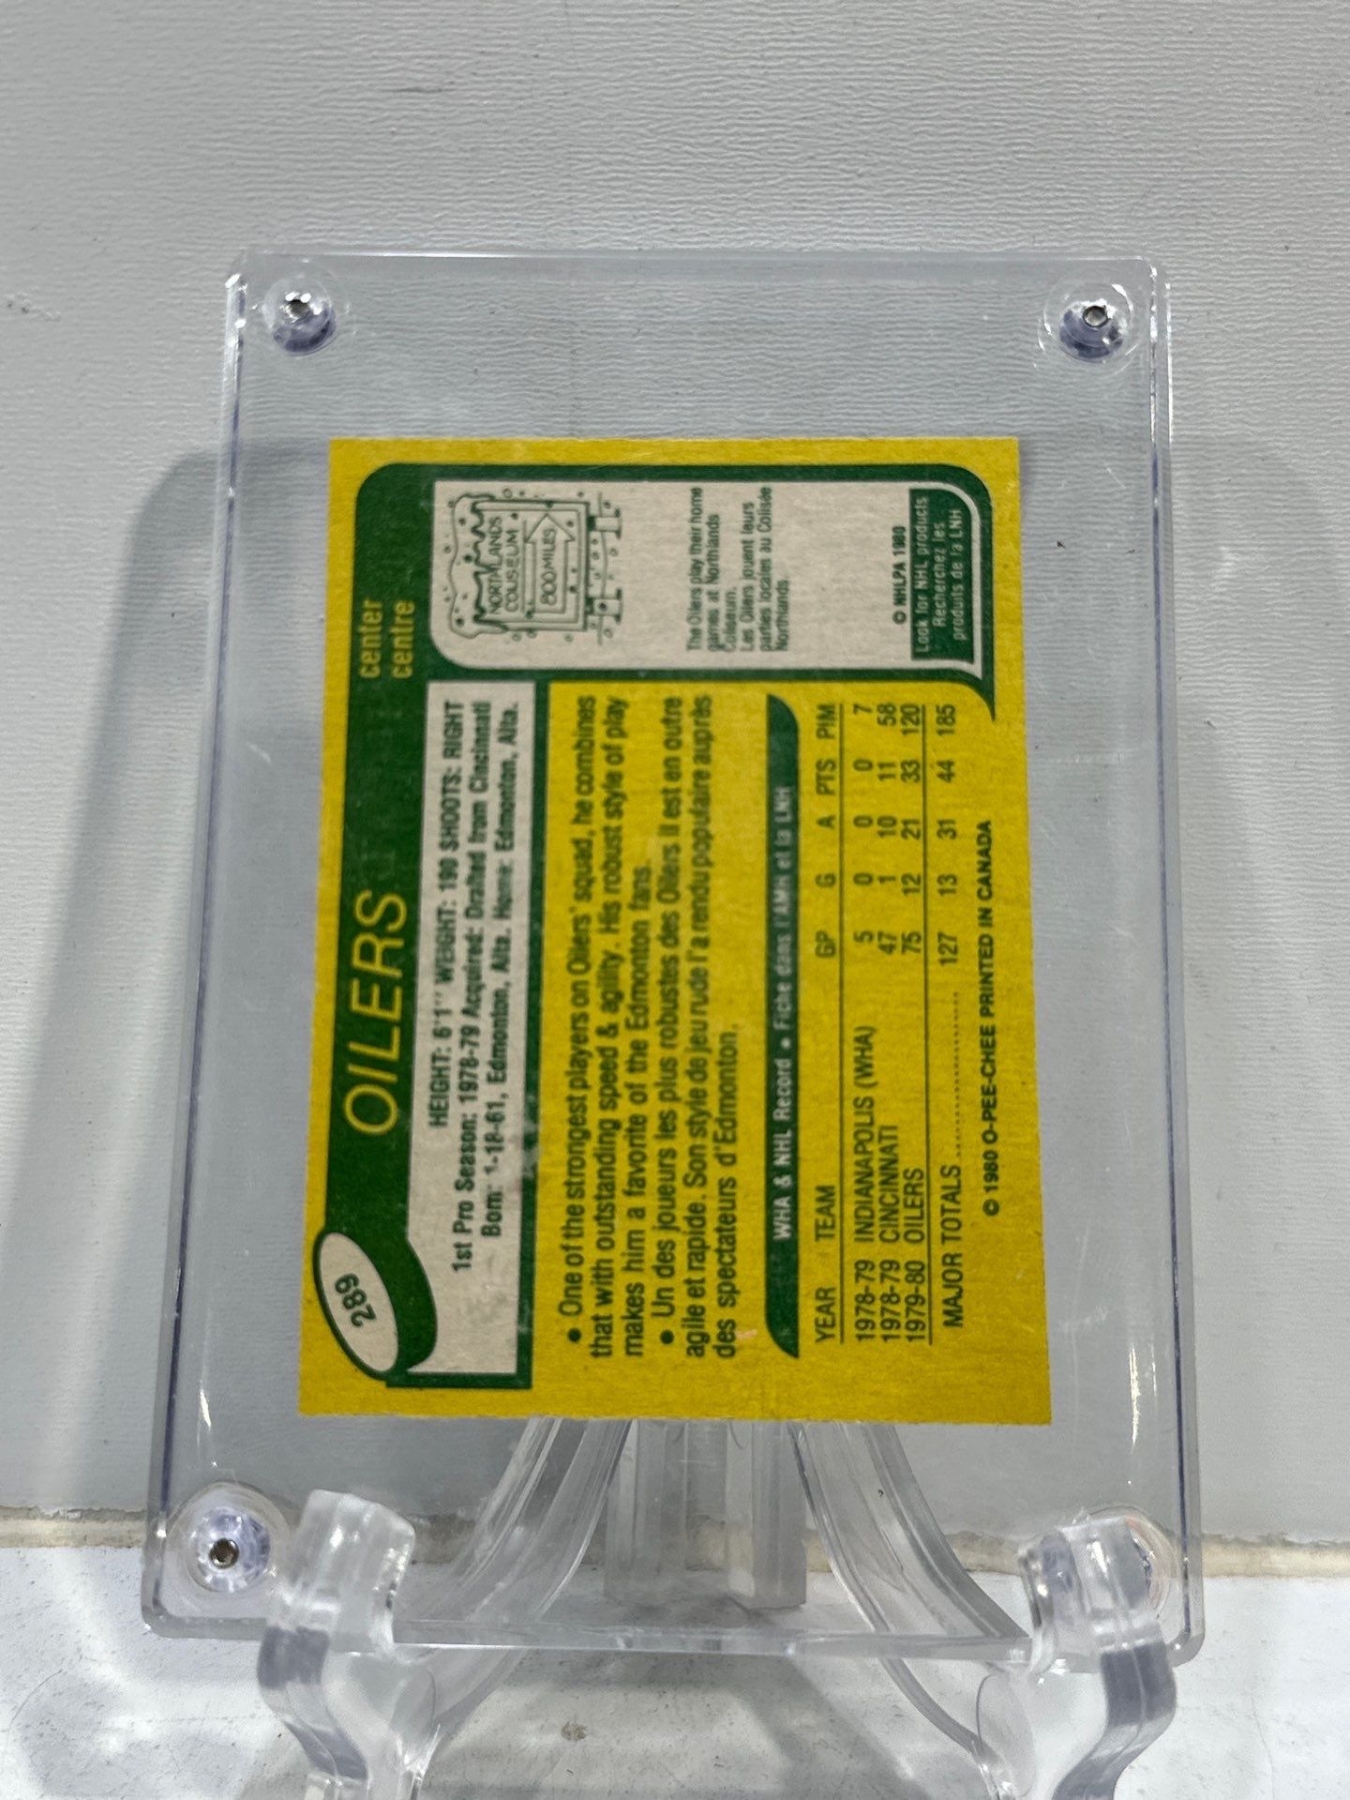 289
OILERS
center
centre
HEIGHT: 6'1" WEIGHT: 190 SHOOTS: RIGHT
1st Pro Season: 1978-79 Acquired: Drafted from Cincinnati
Born: 1-18-61, Edmonton, Alta. Home: Edmonton, Alta.
• One of the strongest players on Oilers' squad, he combines
that with outstanding speed & agility. His robust style of play
makes him a favorite of the Edmonton fans.
• Un des joueurs les plus robustes des Oilers il est en outre
agile et rapide. Son style de jeu rude l'a rendu populaire auprès
des spectateurs d'Edmonton.
WHA & NHL Record • Fiche dans l'AMH et la LNH
YEAR TEAM GP G A PTS PIM
1978-79 INDIANAPOLIS (WHA) 5 0 0 0 7
1978-79 CINCINNATI 47 1 10 11 58
1979-80 OILERS 75 12 21 33 120
MAJOR TOTALS .................... 127 13 31 44 185
© 1980 O-PEE-CHEE PRINTED IN CANADA
NORTHLANDS
COLISEUM
800 MILES
The Oilers play their home
games at Northlands
Coliseum.
Les Oilers jouent leurs
parties locales au Colisée
Northlands.
© NHLPA 1980
Look for NHL products
Recherchez les
produits de la LNH